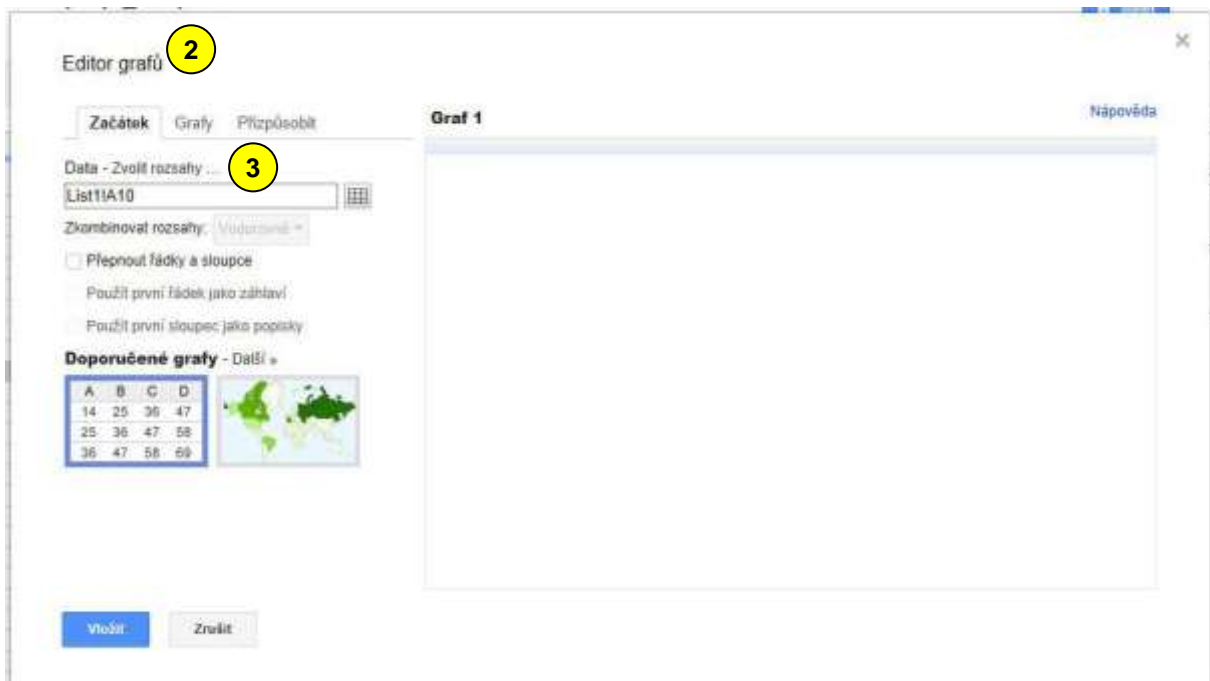 2
Editor grafů
Začátek Grafy Přizpůsobit
Graf 1
Nápověda
Data - Zvolit rozsahy ...
3
List1!A10
Zkombinovat rozsahy: Vodorovně
Přepnout řádky a sloupce
Použít první řádek jako záhlaví
Použít první sloupec jako popisky
Doporučené grafy - Další »
A B C D
14 25 36 47
25 36 47 58
36 47 58 69
Vložit Zrušit